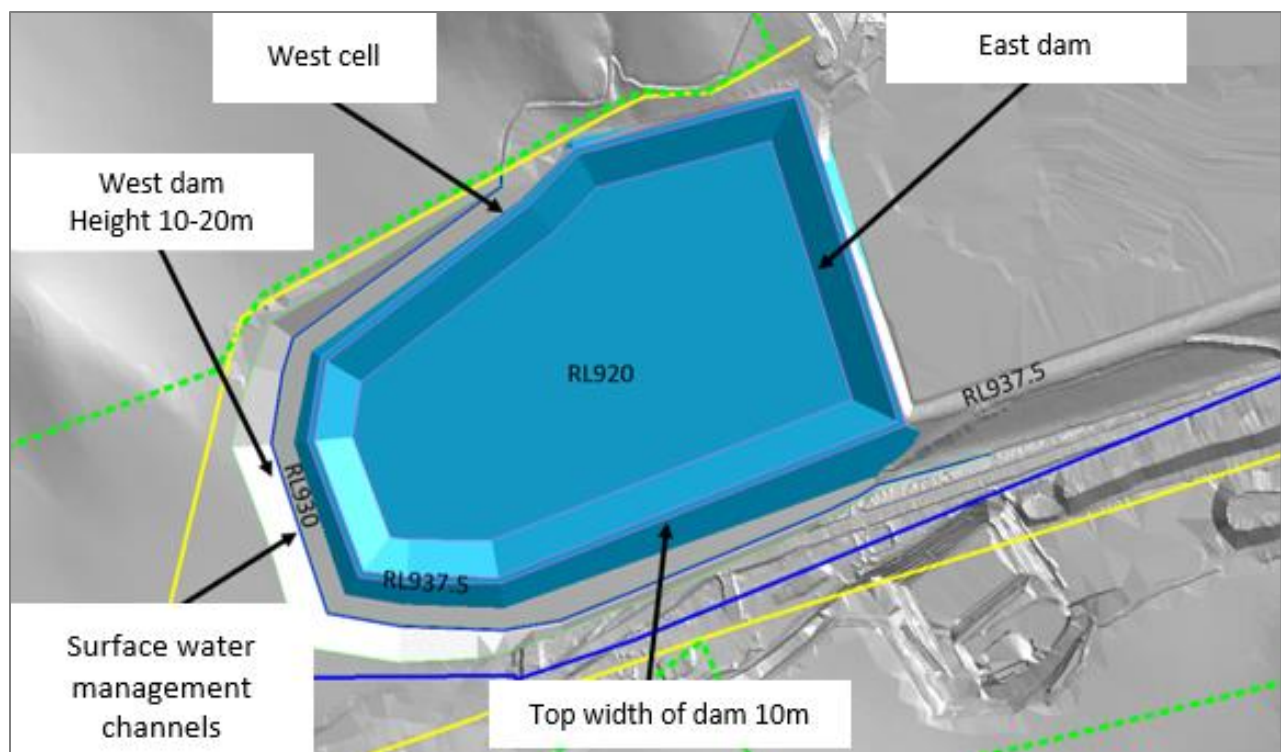 West cell
East dam
West dam
Height 10-20m
RL920
RL937.5
RL930
RL937.5
Surface water
management
channels
Top width of dam 10m